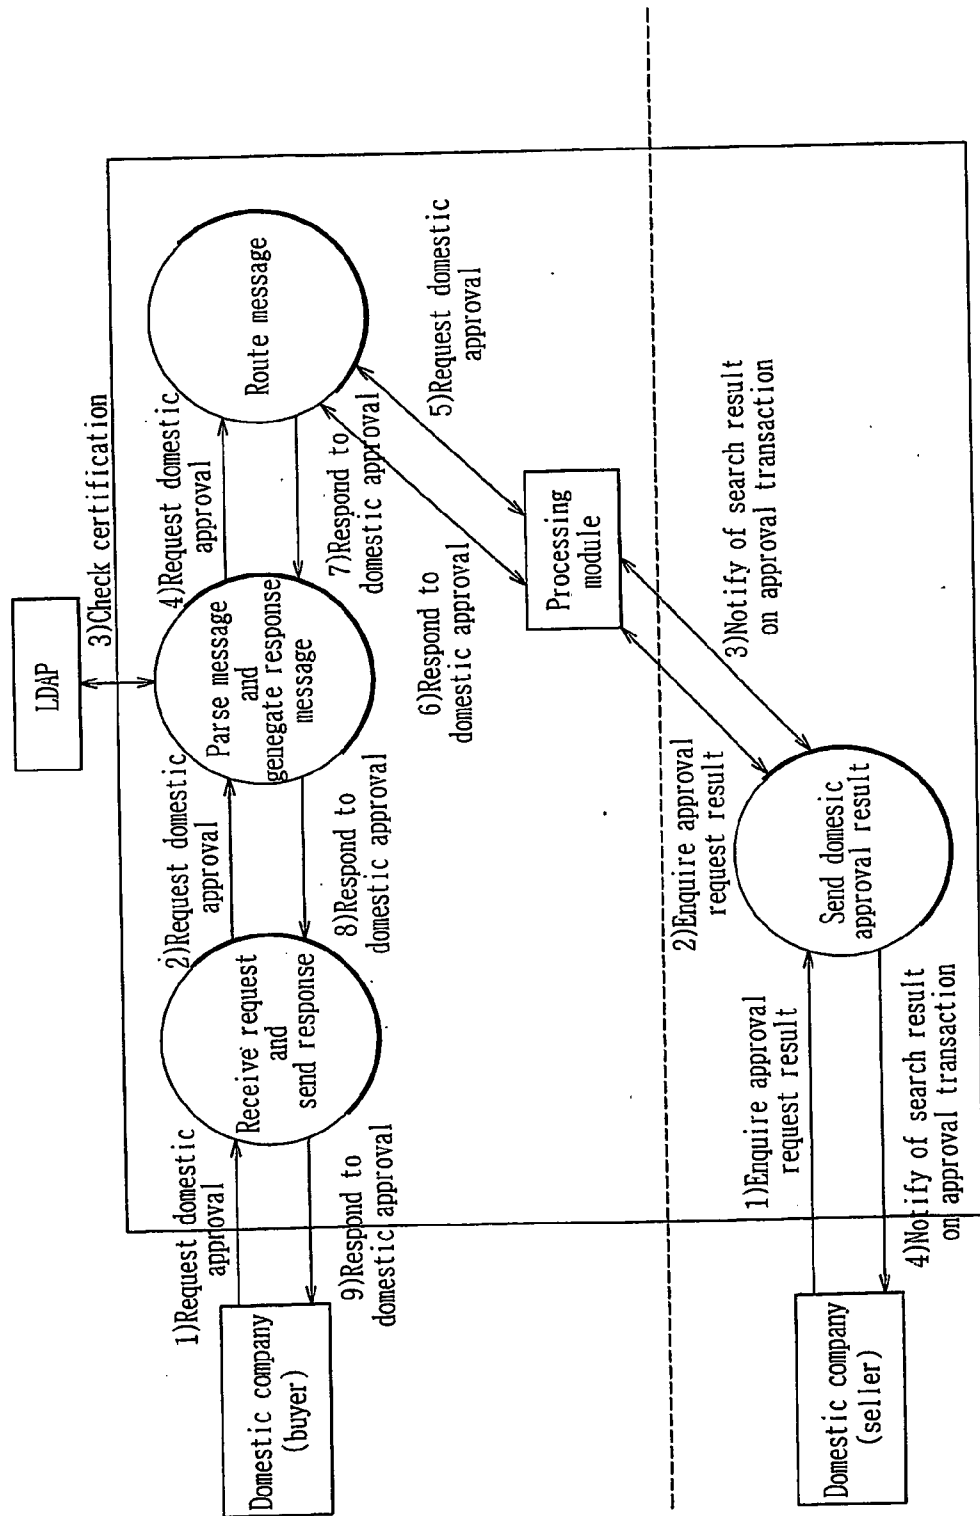 LDAP
3)Check certification
1)Request domestic
approval
2)Request domestic
approval
4)Request domestic
approval
Domestic company
(buyer)
Receive request
and
send response
Parse message
and
genegate response
message
Route message
9)Respond to
domestic approval
8)Respond to
domestic approval
7)Respond to
domestic approval
6)Respond to
domestic approval
5)Request domestic
approval
Processing
module
2)Enquire approval
request result
3)Notify of search result
on approval transaction
1)Enquire approval
request result
Domestic company
(seller)
Send domesic
approval result
4)Notify of search result
on approval transaction